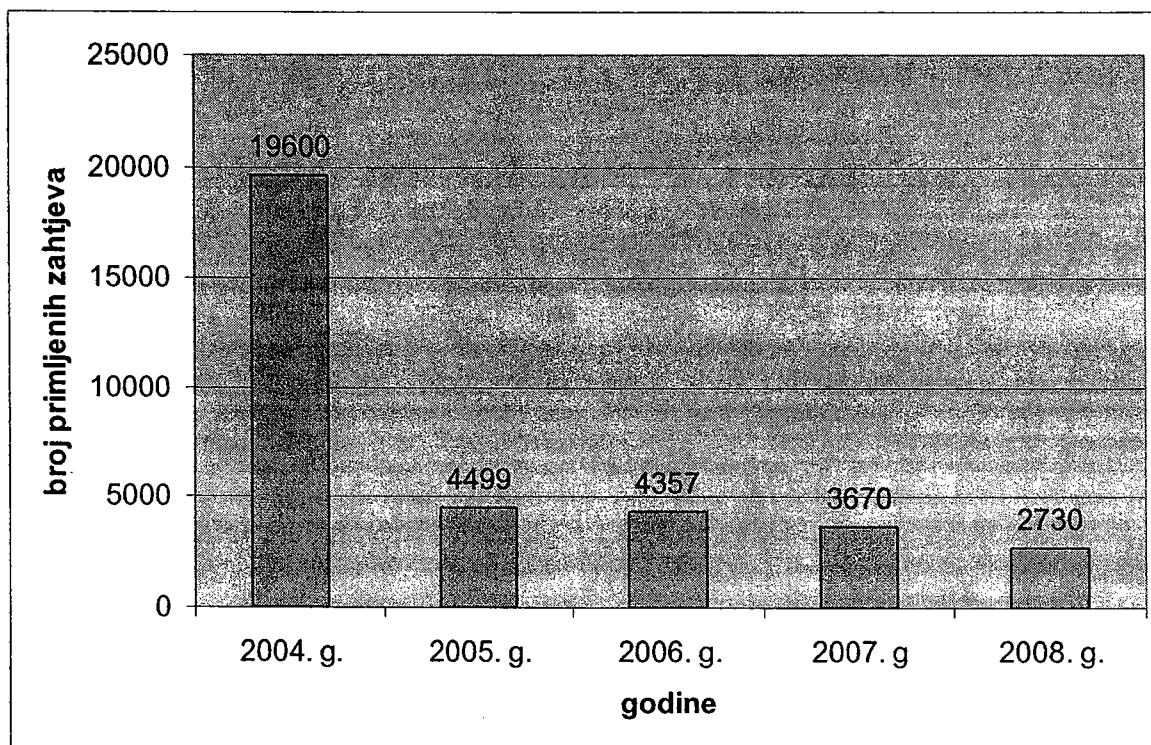 broj primljenih zahtjeva
25000
20000
15000
10000
5000
0
19600
4499
4357
3670
2730
2004. g.
2005. g.
2006. g.
2007. g
2008. g.
godine